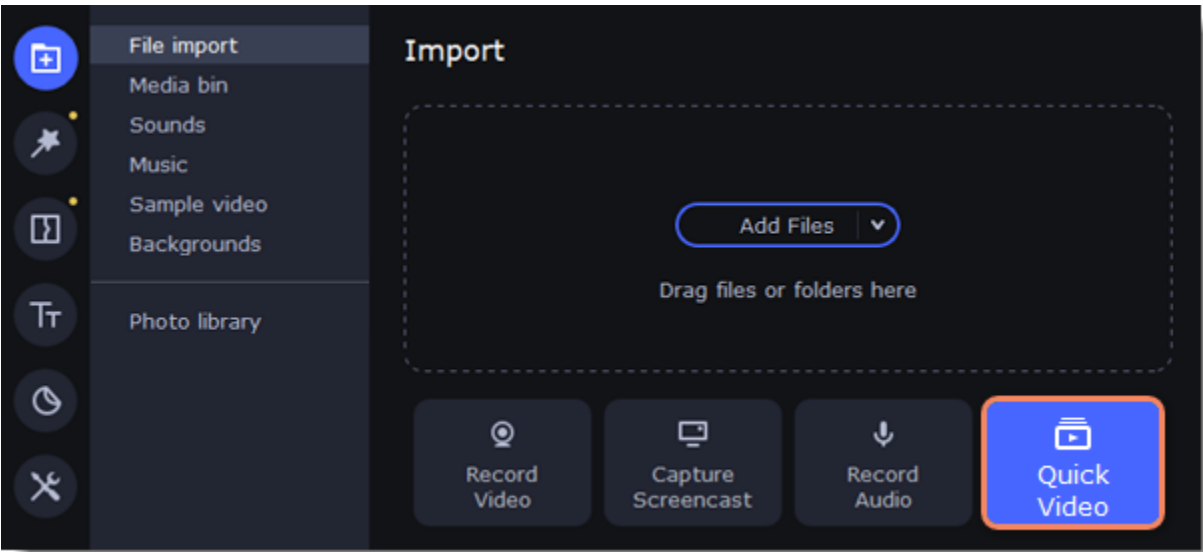 File import
Media bin
Sounds
Music
Sample video
Backgrounds
Photo library
Import
Add Files
Drag files or folders here
Record
Video
Capture
Screencast
Record
Audio
Quick
Video